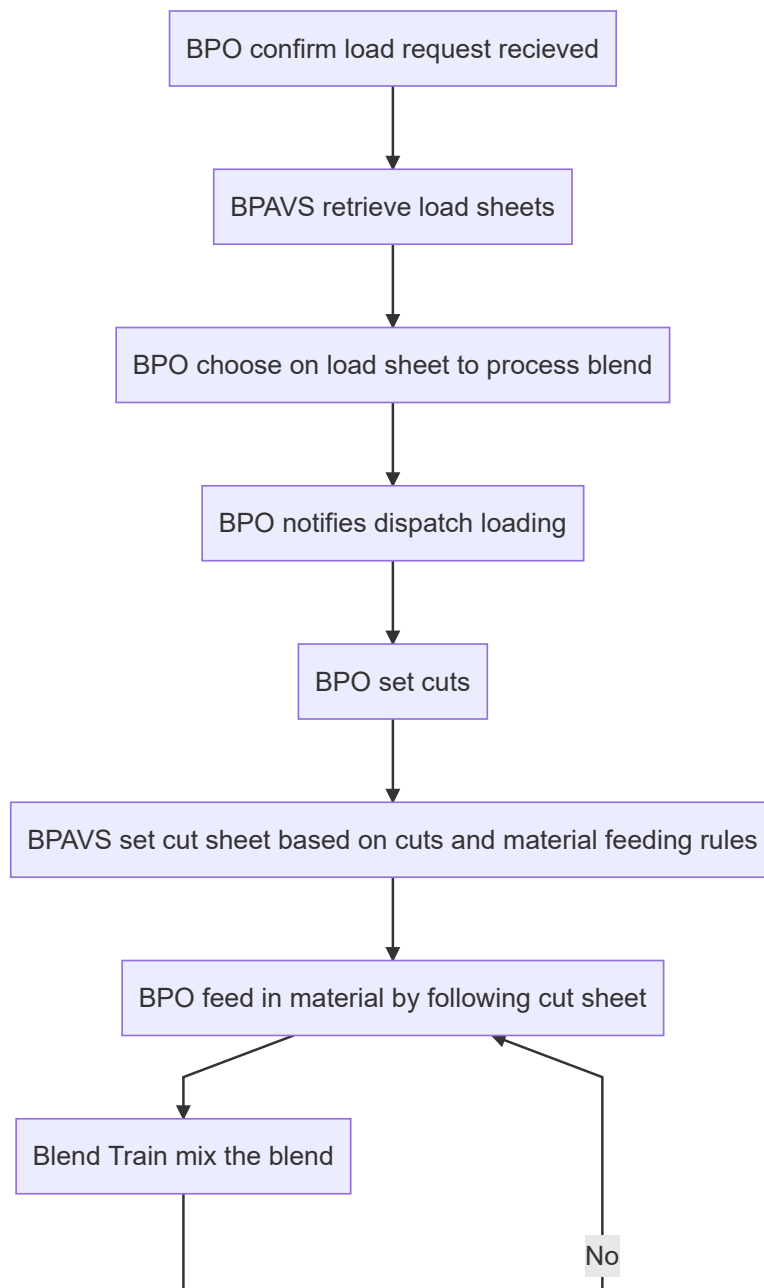 BPO confirm load request recieved
BPAVS retrieve load sheets
BPO choose on load sheet to process blend
BPO notifies dispatch loading
BPO set cuts
BPAVS set cut sheet based on cuts and material feeding rules
BPO feed in material by following cut sheet
Blend Train mix the blend
No